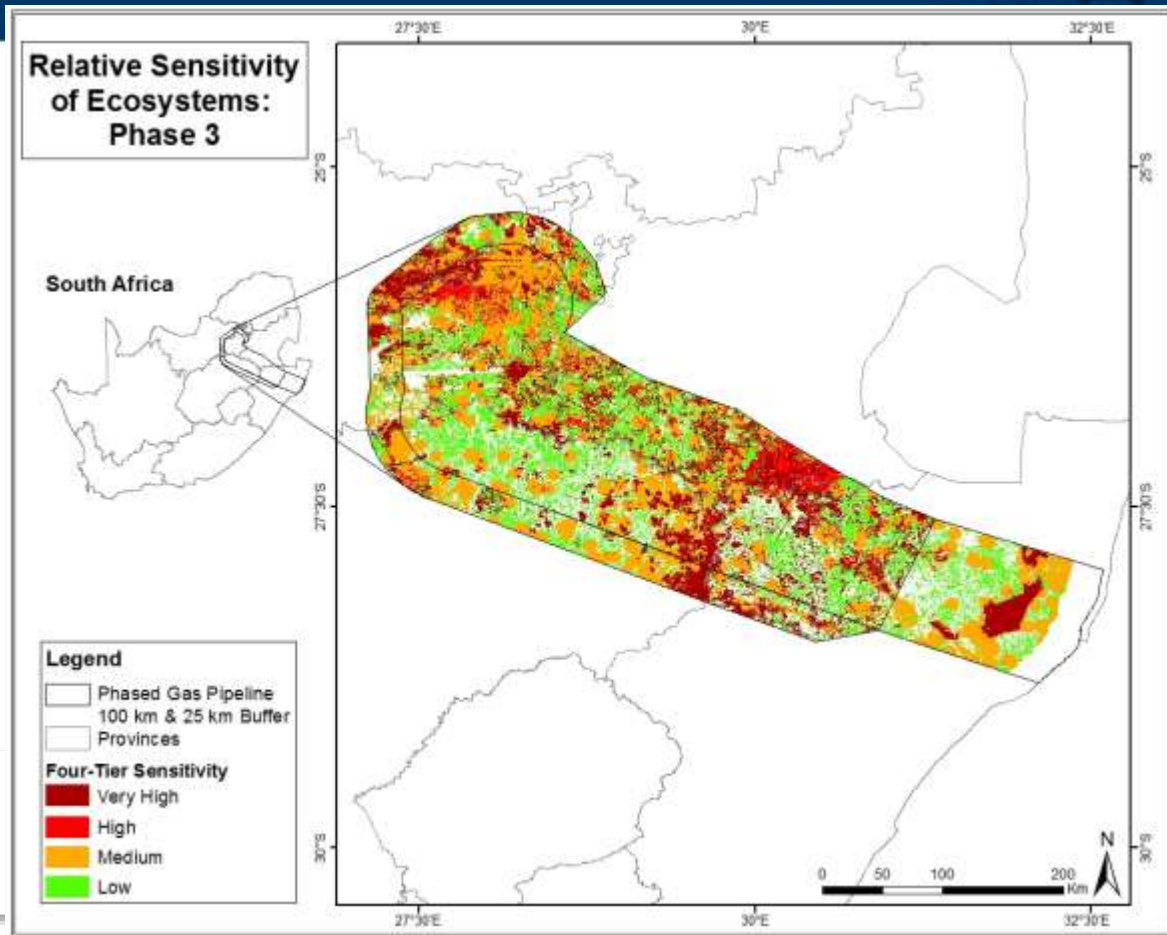 Relative Sensitivity
of Ecosystems:
Phase 3
South Africa
27°30'E
30°E
32°30'E
25°S
25°S
27°30'S
27°30'S
30°S
30°S
27°30'E
30°E
32°30'E
Legend
Phased Gas Pipeline
100 km & 25 km Buffer
Provinces
Four-Tier Sensitivity
Very High
High
Medium
Low
N
0 50 100 200
Km